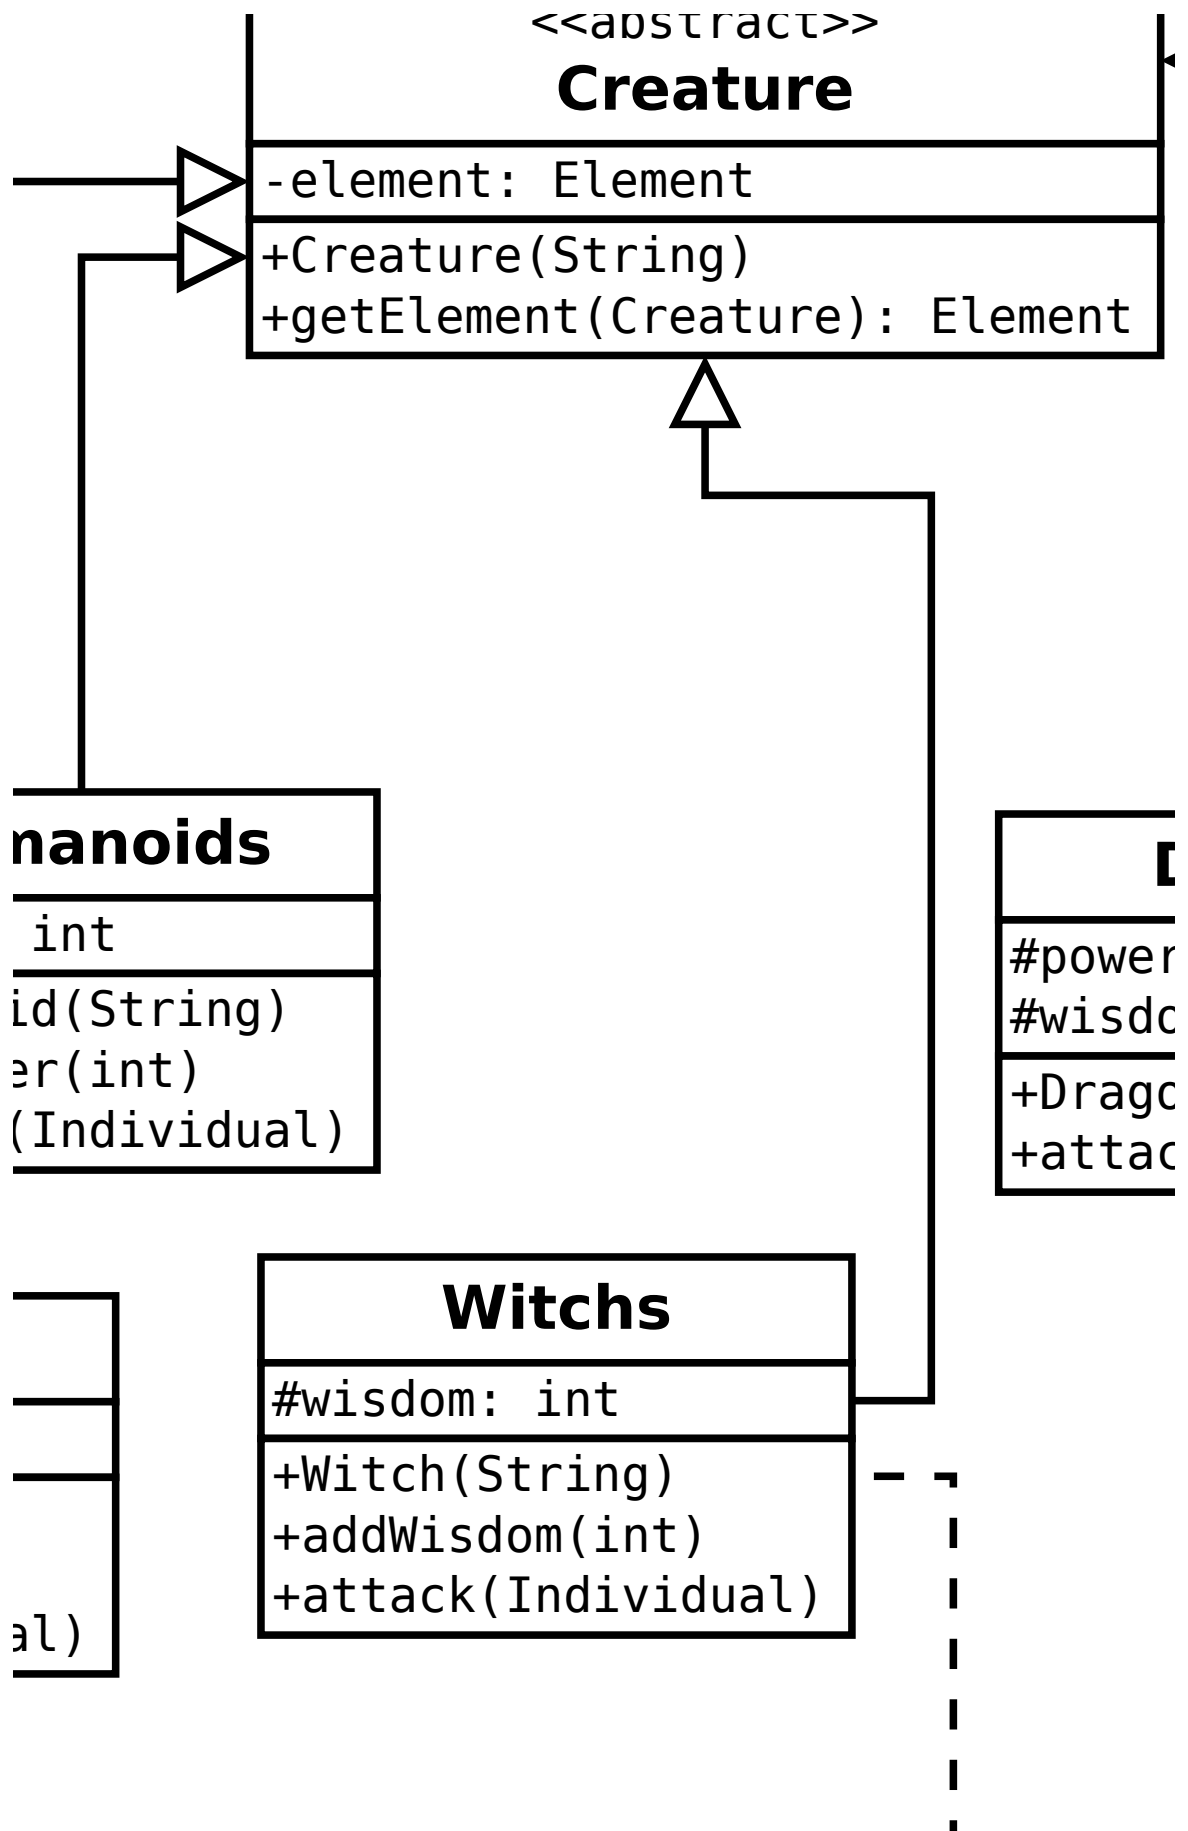 <<abstract>>
Creature
-element: Element
+Creature(String)
+getElement(Creature): Element
manoids
int
id(String)
er(int)
(Individual)
#power
#wisdo
+Drago
+attac
Witchs
#wisdom: int
+Witch(String)
+addWisdom(int)
+attack(Individual)
al)